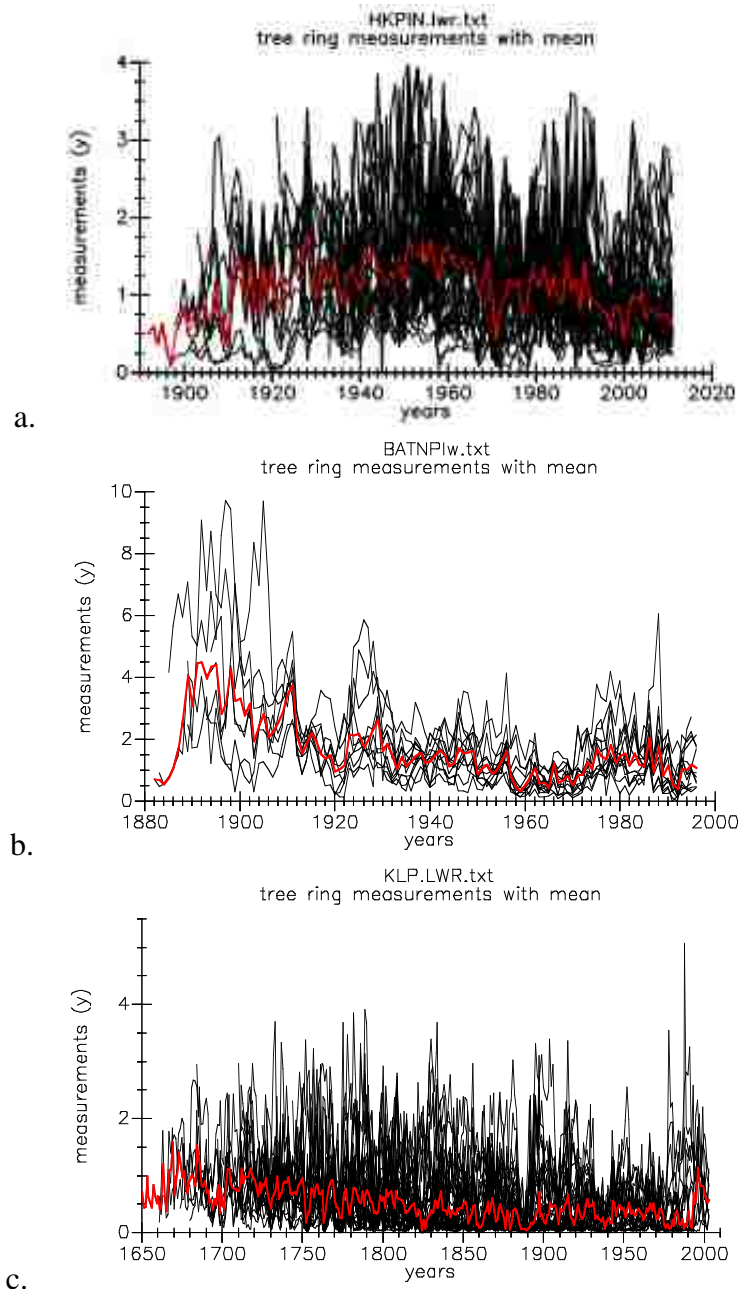 HKPIN.lwr.txt
tree ring measurements with mean
measurements (y)
4
3
2
1
0
1900 1920 1940 1960 1980 2000 2020
years
a.
BATNPlw.txt
tree ring measurements with mean
measurements (y)
10
8
6
4
2
0
1880 1900 1920 1940 1960 1980 2000
years
b.
KLP.LWR.txt
tree ring measurements with mean
measurements (y)
4
2
0
1650 1700 1750 1800 1850 1900 1950 2000
years
c.